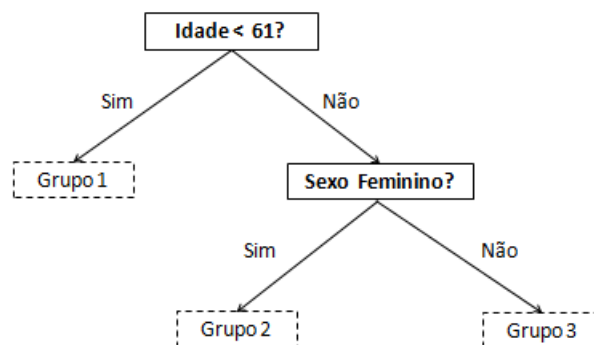 Idade < 61?
Sim
Não
Grupo 1
Sexo Feminino?
Sim
Não
Grupo 2
Grupo 3